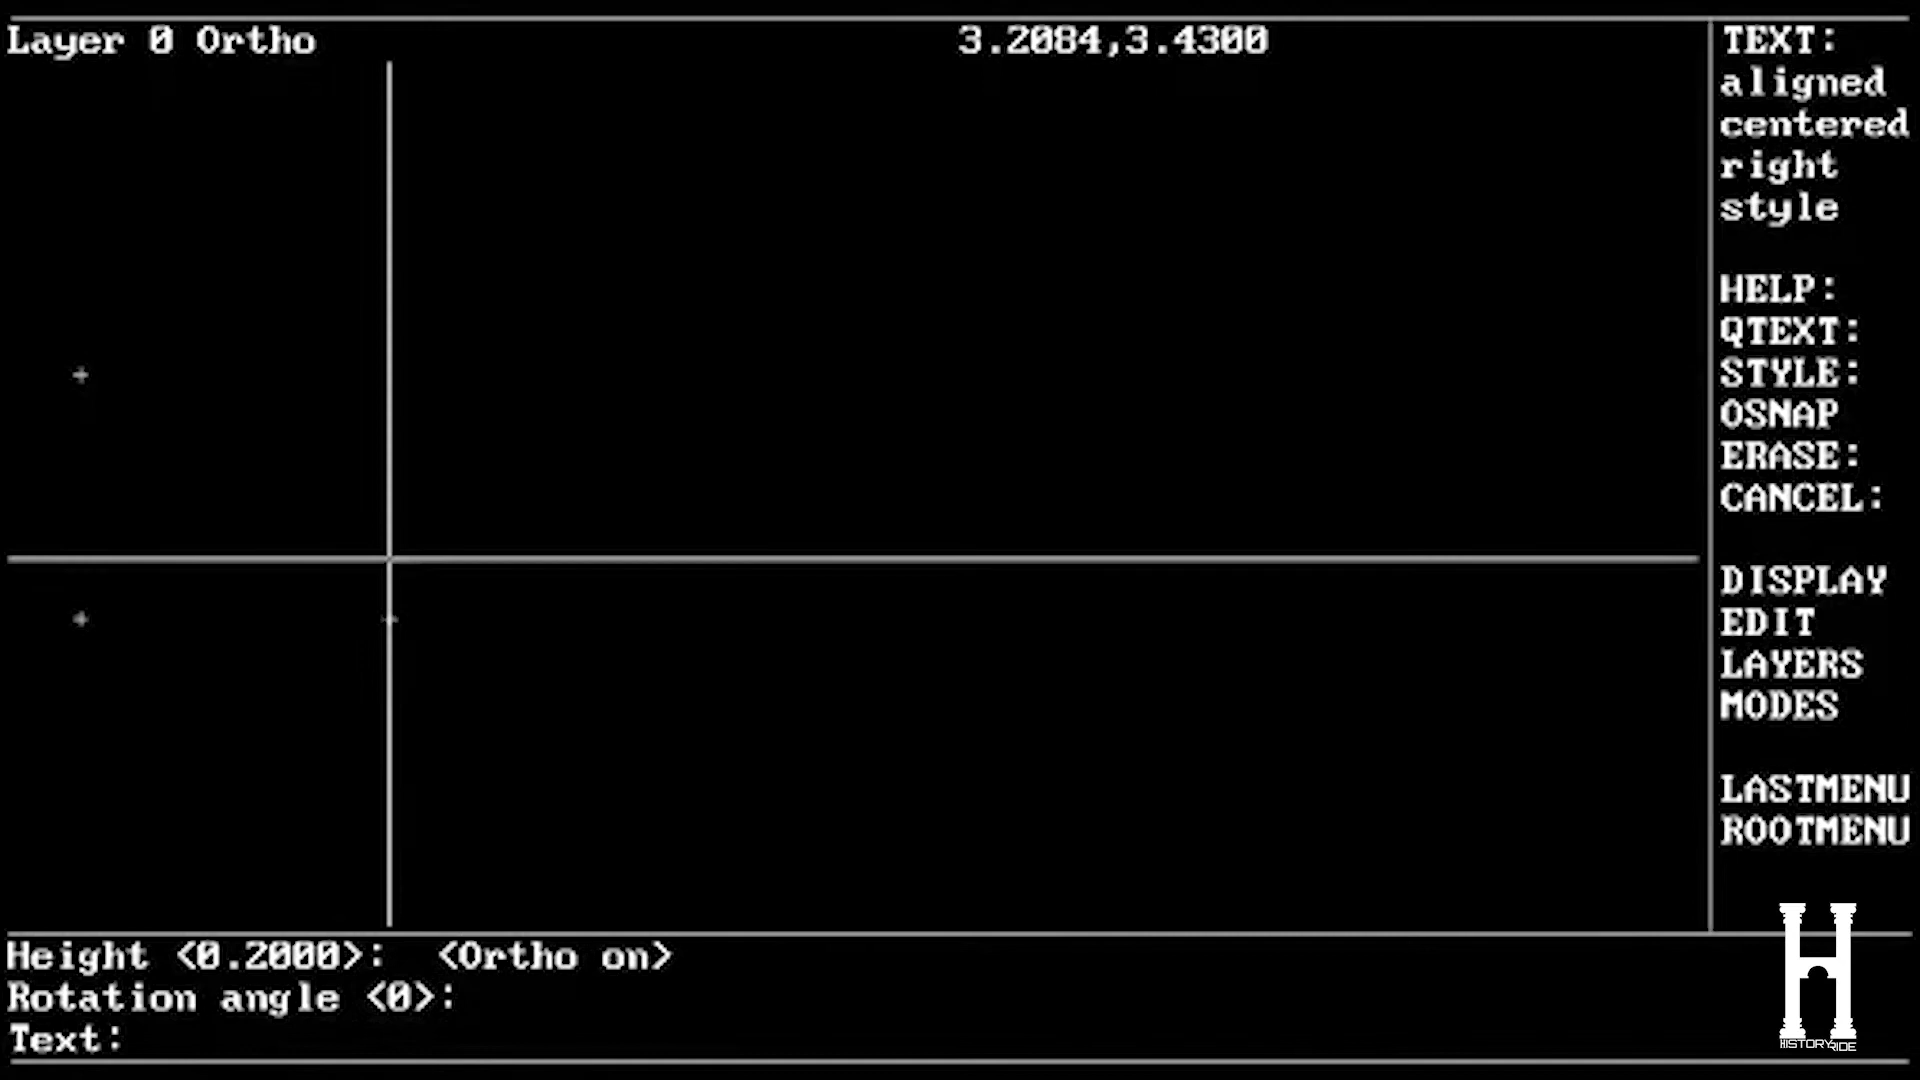 Layer 0 Ortho 3.2084,3.4300
TEXT:
aligned
centered
right
style
HELP:
QTEXT:
STYLE:
OSNAP
ERASE:
CANCEL:
DISPLAY
EDIT
LAYERS
MODES
LASTMENU
ROOTMENU
Height <0.2000>: <Ortho on>
Rotation angle <0>:
Text:
H
HISTORY RIDE